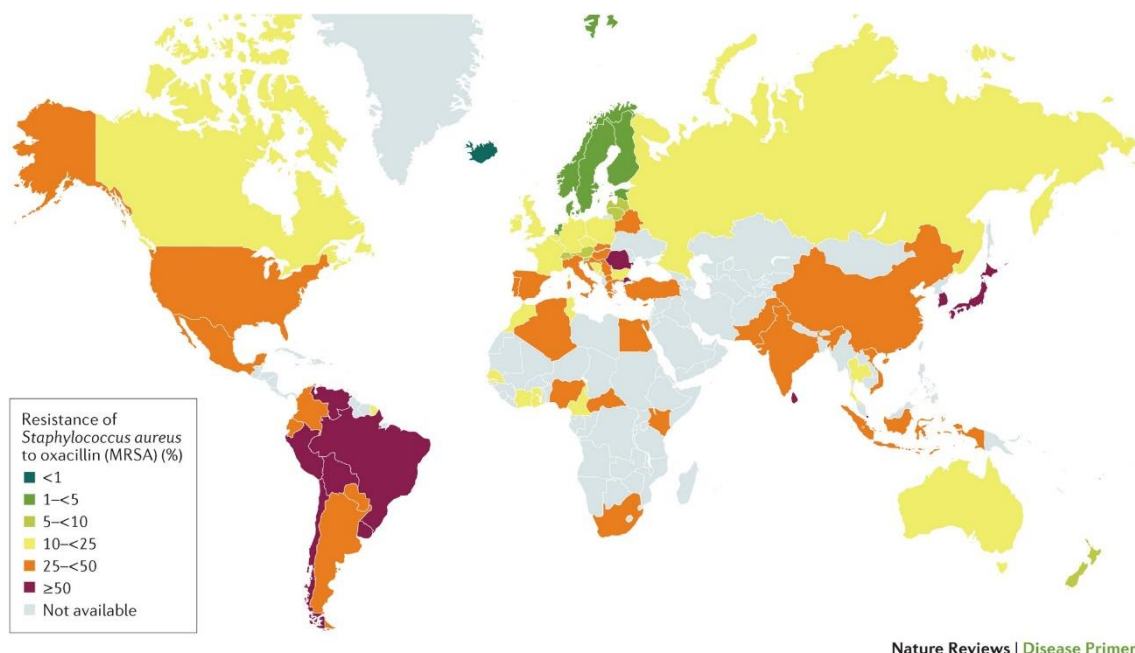 Resistance of
Staphylococcus aureus
to oxacillin (MRSA) (%)
<1
1–<5
5–<10
10–<25
25–<50
≥50
Not available
Nature Reviews | Disease Primer